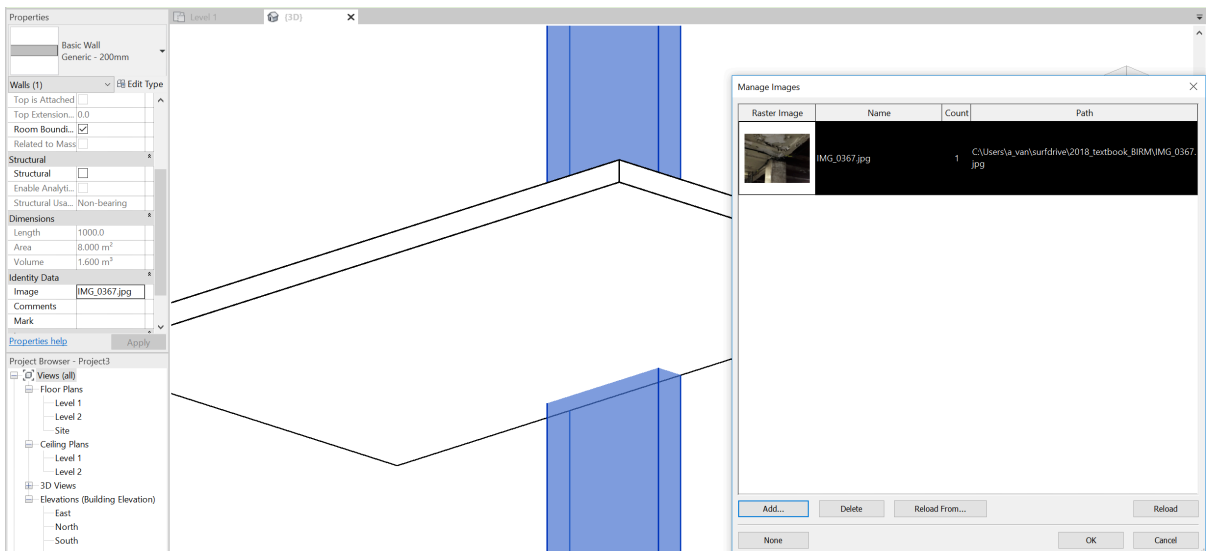 Properties
Basic Wall
Generic - 200mm
Walls (1)
Edit Type
Top is Attached
Top Extension... 0.0
Room Boundi...
Related to Mass
Structural
Structural
Enable Analyti...
Structural Usa... Non-bearing
Dimensions
Length 1000.0
Area 8.000 m²
Volume 1.600 m³
Identity Data
Image IMG_0367.jpg
Comments
Mark
Properties help
Apply
Project Browser - Project3
Views (all)
Floor Plans
Level 1
Level 2
Site
Ceiling Plans
Level 1
Level 2
3D Views
Elevations (Building Elevation)
East
North
South
Level 1
{3D}
Manage Images
Raster Image Name Count Path
IMG_0367.jpg 1 C:\Users\a_van\surfdrive\2018_textbook_BIRM\IMG_0367.
jpg
Add... Delete Reload From... Reload
None OK Cancel